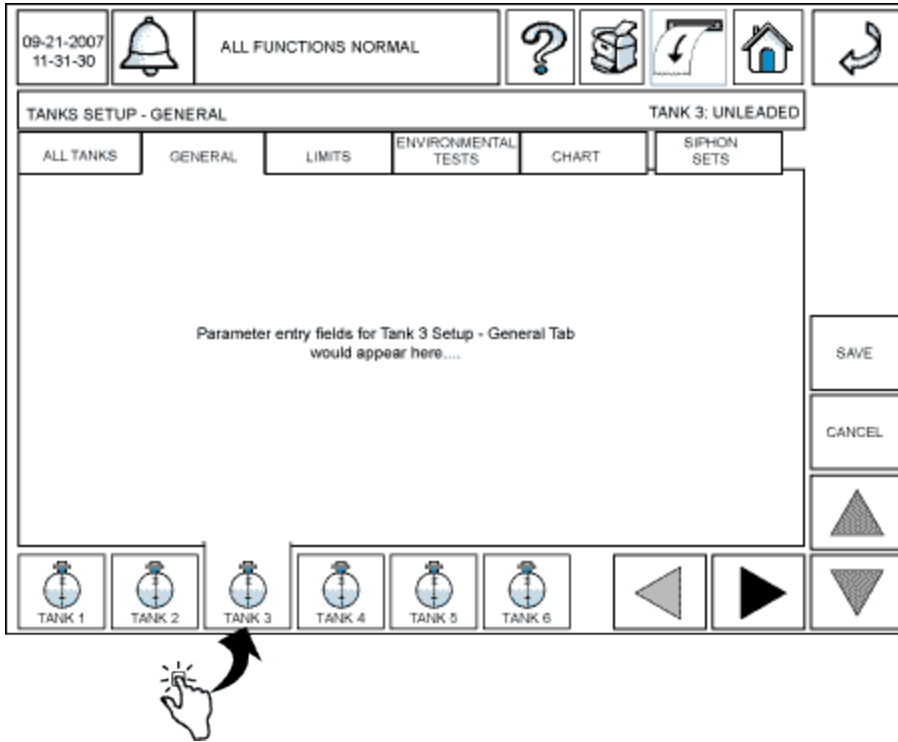 09-21-2007
11-31-30
ALL FUNCTIONS NORMAL
TANKS SETUP - GENERAL
TANK 3: UNLEADED
ALL TANKS
GENERAL
LIMITS
ENVIRONMENTAL
TESTS
CHART
SIPHON
SETS
Parameter entry fields for Tank 3 Setup - General Tab
would appear here....
SAVE
CANCEL
TANK 1
TANK 2
TANK 3
TANK 4
TANK 5
TANK 6